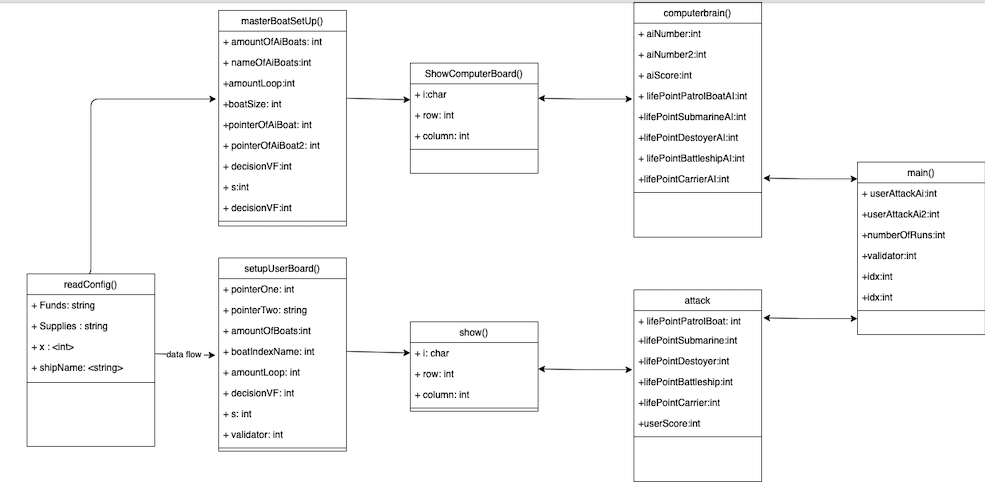 masterBoatSetUp()
+ amountOfAiBoats: int
+ nameOfAiBoats:int
+amountLoop:int
+boatSize: int
+pointerOfAiBoat: int
+ pointerOfAiBoat2: int
+ decisionVF:int
+ s:int
+ decisionVF:int
ShowComputerBoard()
+ i:char
+ row: int
+ column: int
computerbrain()
+ aiNumber:int
+ aiNumber2:int
+ aiScore:int
+ lifePointPatrolBoatAI:int
+lifePointSubmarineAI:int
+lifePointDestoyerAI:int
+ lifePointBattleshipAI:int
+lifePointCarrierAI:int
main()
+ userAttackAi:int
+userAttackAi2:int
+numberOfRuns:int
+validator:int
+idx:int
+idx:int
readConfig()
+ Funds: string
+ Supplies : string
+ x : <int>
+ shipName: <string>
data flow
setupUserBoard()
+ pointerOne: int
+ pointerTwo: string
+ amountOfBoats:int
+ boatIndexName: int
+ amountLoop: int
+ decisionVF: int
+ s: int
+ validator: int
show()
+ i: char
+ row: int
+ column: int
attack
+ lifePointPatrolBoat: int
+lifePointSubmarine:int
+lifePointDestoyer:int
+lifePointBattleship:int
+lifePointCarrier:int
+userScore:int